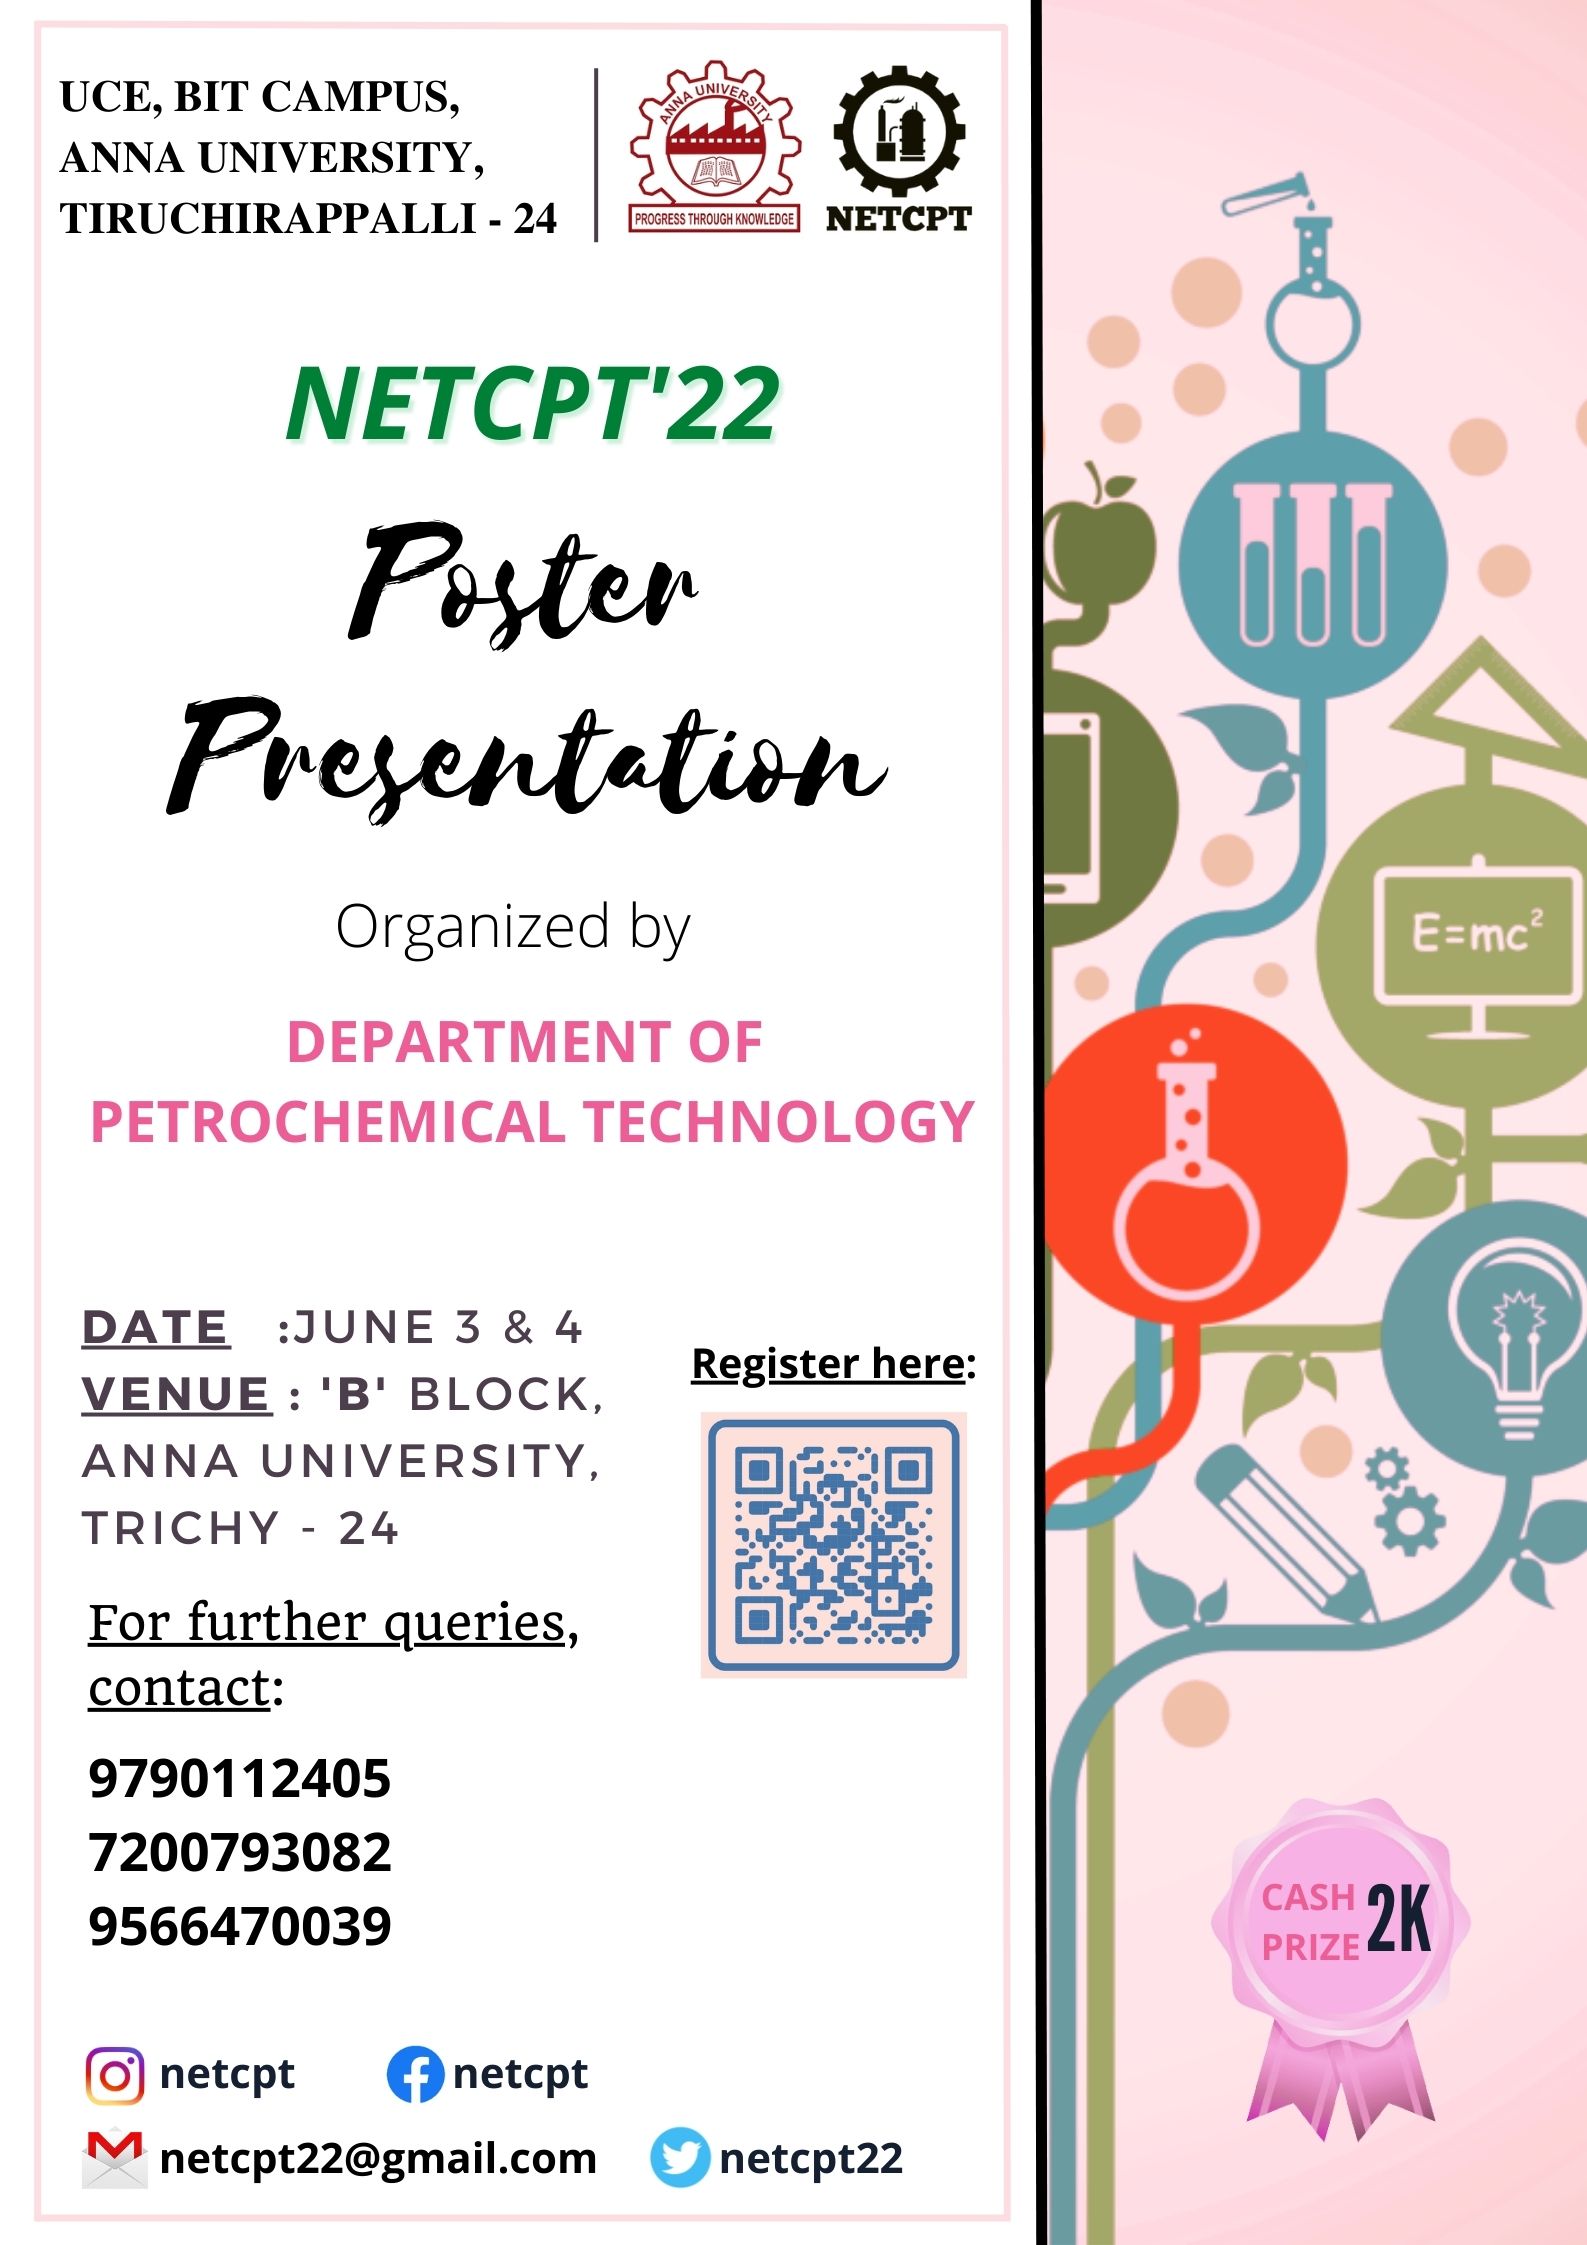 UCE, BIT CAMPUS,
ANNA UNIVERSITY,
TIRUCHIRAPPALLI - 24
ANNA UNIVERSITY
PROGRESS THROUGH KNOWLEDGE
NETCPT
NETCPT'22
Poster
Presentation
Organized by
DEPARTMENT OF
PETROCHEMICAL TECHNOLOGY
DATE :JUNE 3 & 4
VENUE : 'B' BLOCK,
ANNA UNIVERSITY,
TRICHY - 24
Register here:
For further queries,
contact:
9790112405
7200793082
9566470039
netcpt
netcpt
netcpt22@gmail.com
netcpt22
E=mc²
CASH
PRIZE
2K